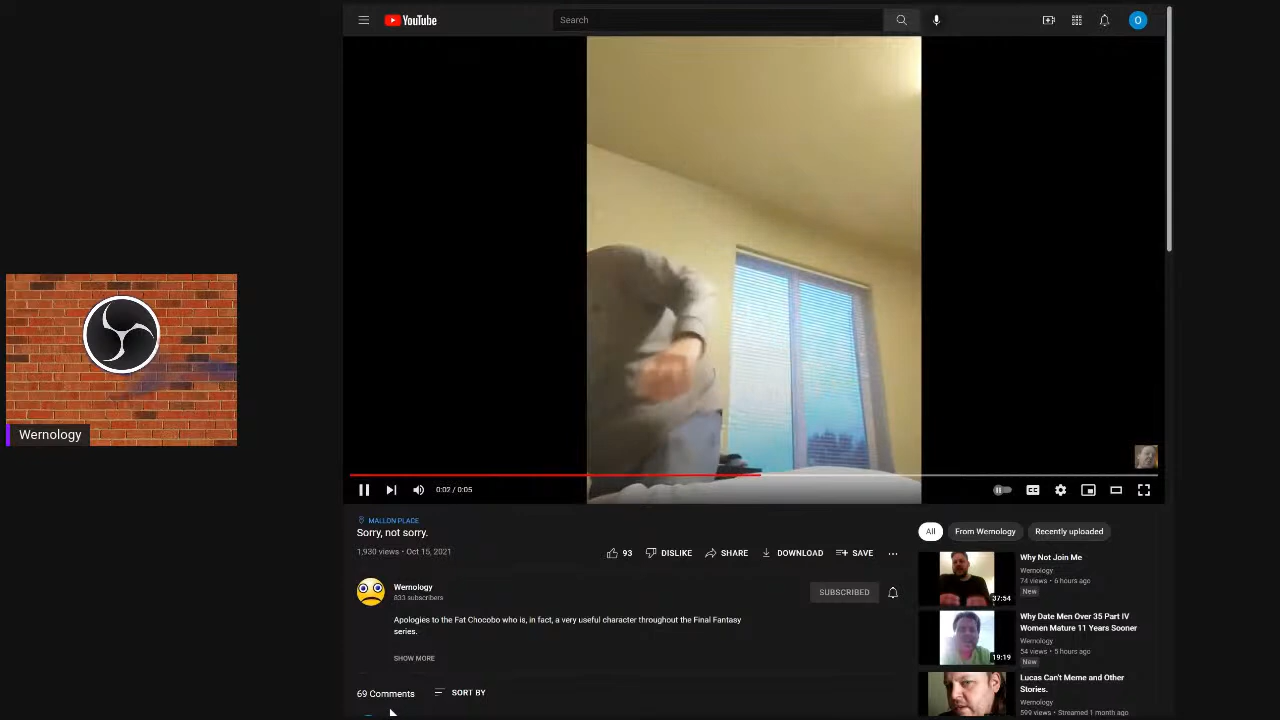 YouTube
Search
O
Wernology
0:02 / 0:05
MALLON PLACE
Sorry, not sorry.
1,930 views • Oct 15, 2021
93
DISLIKE
SHARE
DOWNLOAD
SAVE
Wernology
833 subscribers
SUBSCRIBED
Apologies to the Fat Chocobo who is, in fact, a very useful character throughout the Final Fantasy
series.
SHOW MORE
69 Comments
SORT BY
All
From Wernology
Recently uploaded
37:54
Why Not Join Me
Wernology
74 views • 6 hours ago
New
19:19
Why Date Men Over 35 Part IV
Women Mature 11 Years Sooner
Wernology
54 views • 5 hours ago
New
Lucas Can't Meme and Other
Stories.
Wernology
599 views • Streamed 1 month ago